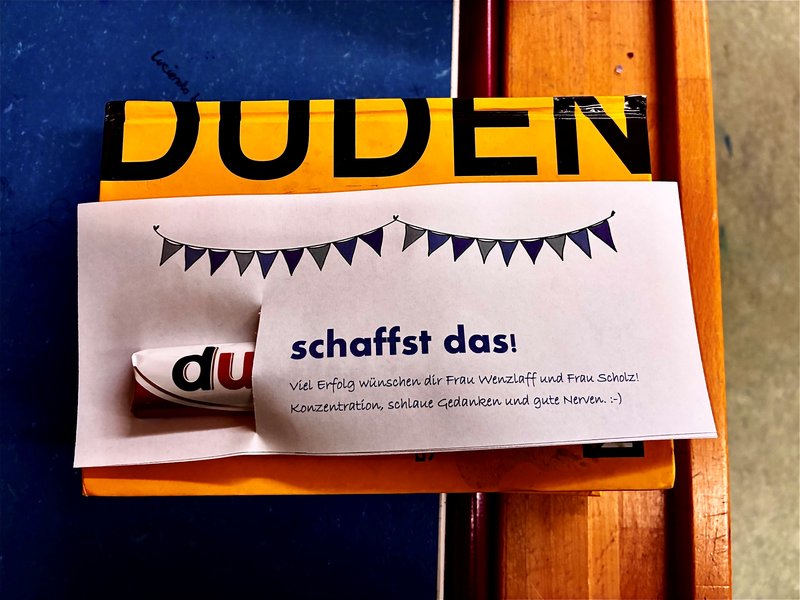 DUDEN
du
schaffst das!
Viel Erfolg wünschen dir Frau Wenzlaff und Frau Scholz!
Konzentration, schlaue Gedanken und gute Nerven. :-)